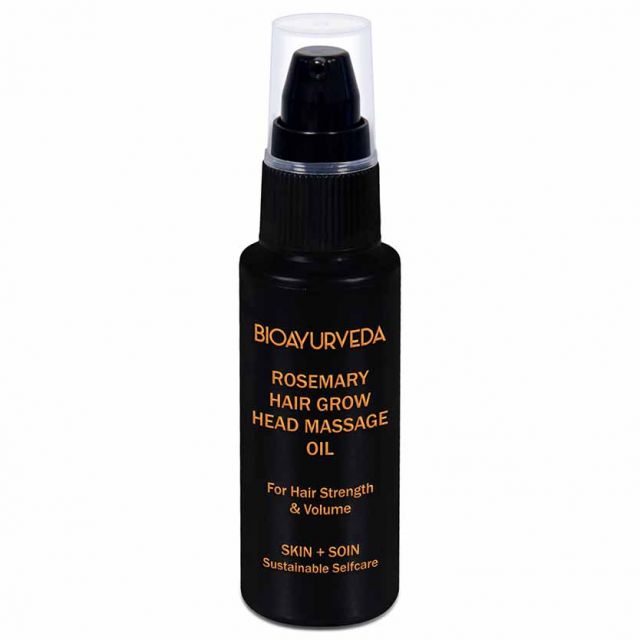 BIOAYURVEDA
ROSEMARY
HAIR GROW
HEAD MASSAGE
OIL
For Hair Strength
& Volume
SKIN + SOIN
Sustainable Selfcare